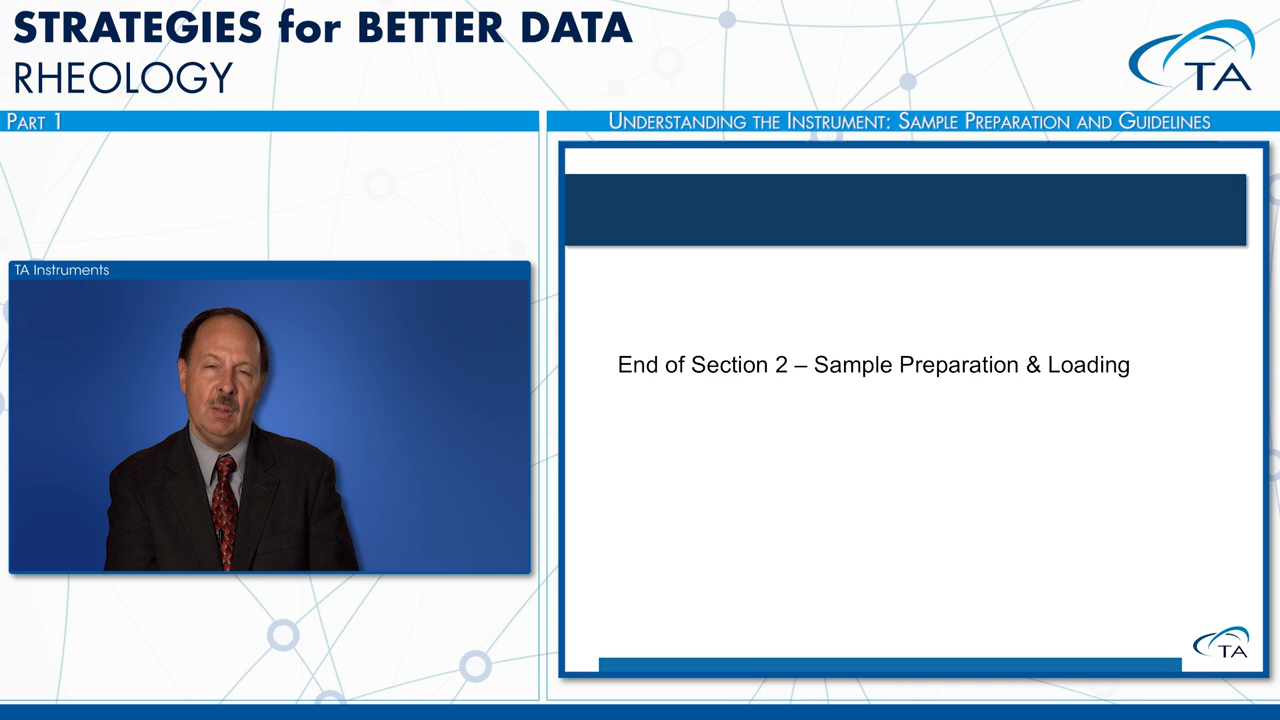 STRATEGIES for BETTER DATA
RHEOLOGY
TA
PART 1
UNDERSTANDING THE INSTRUMENT: SAMPLE PREPARATION AND GUIDELINES
TA Instruments
End of Section 2 – Sample Preparation & Loading
TA